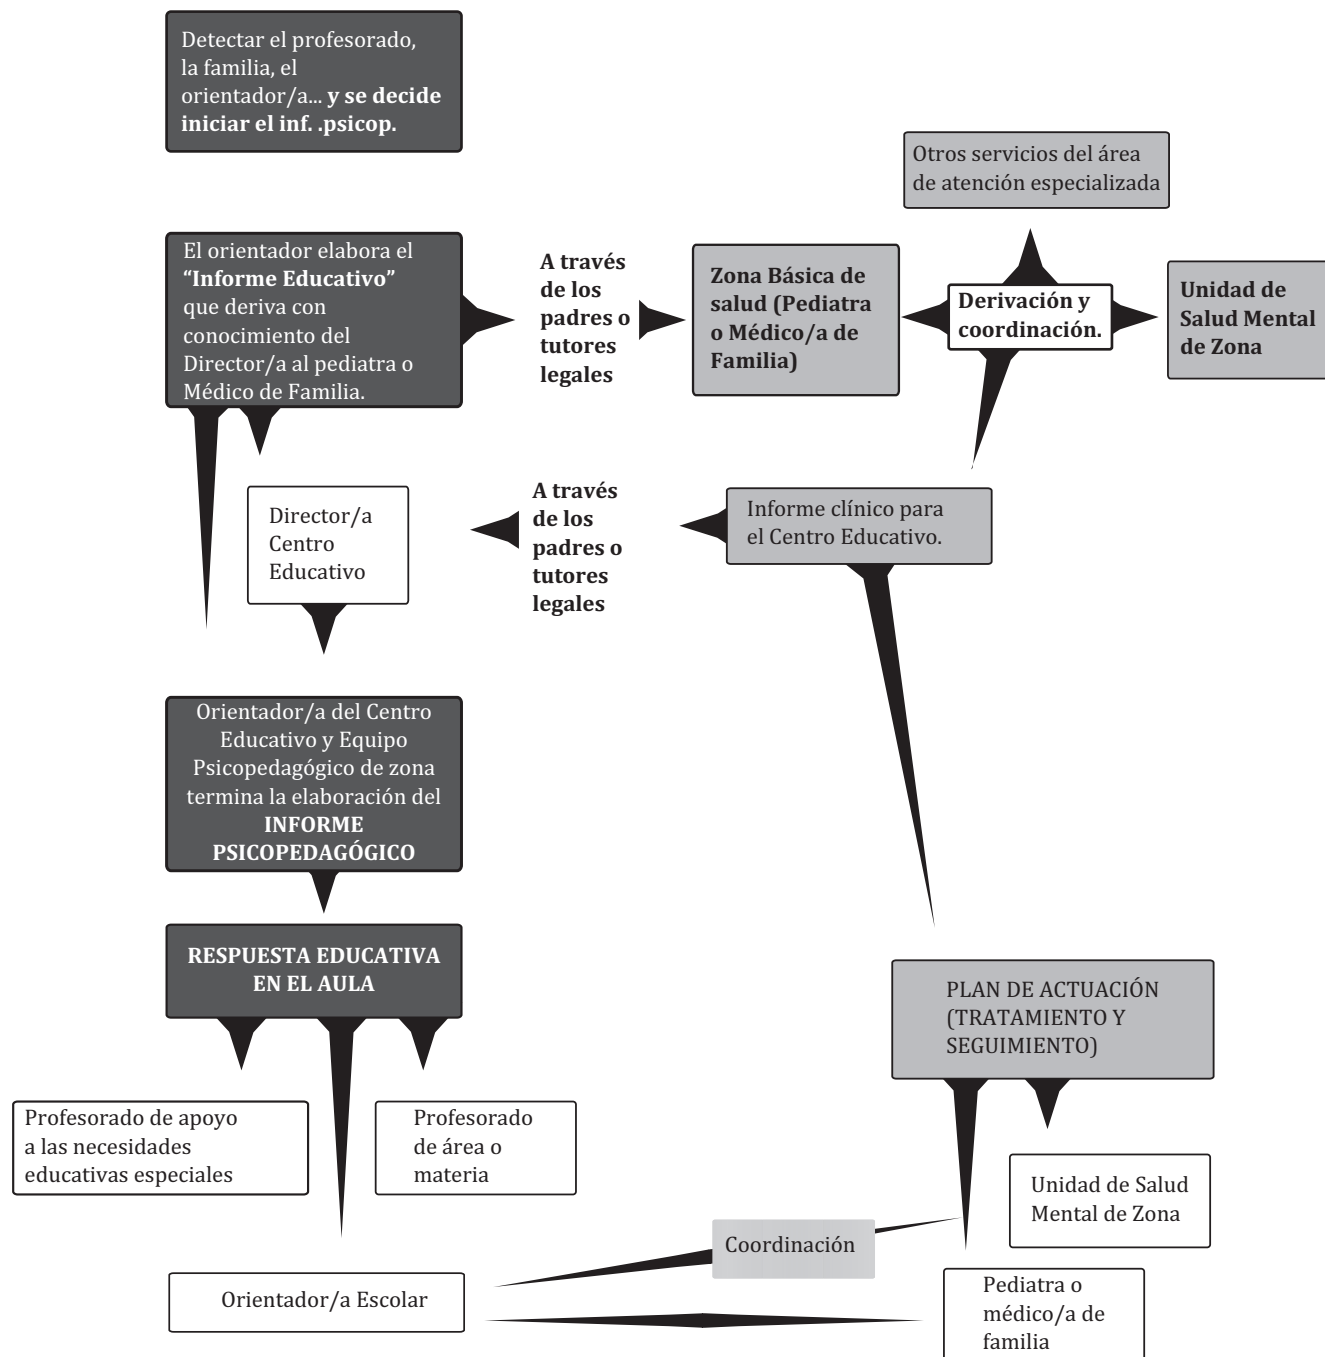 Detectar el profesorado,
la familia, el
orientador/a... y se decide
iniciar el inf. .psicop.
Otros servicios del área
de atención especializada
El orientador elabora el
“Informe Educativo”
que deriva con
conocimiento del
Director/a al pediatra o
Médico de Familia.
A través
de los
padres o
tutores
legales
Zona Básica de
salud (Pediatra
o Médico/a de
Familia)
Derivación y
coordinación.
Unidad de
Salud Mental
de Zona
Director/a
Centro
Educativo
A través
de los
padres o
tutores
legales
Informe clínico para
el Centro Educativo.
Orientador/a del Centro
Educativo y Equipo
Psicopedagógico de zona
termina la elaboración del
INFORME
PSICOPEDAGÓGICO
RESPUESTA EDUCATIVA
EN EL AULA
PLAN DE ACTUACIÓN
(TRATAMIENTO Y
SEGUIMIENTO)
Profesorado de apoyo
a las necesidades
educativas especiales
Profesorado
de área o
materia
Unidad de Salud
Mental de Zona
Coordinación
Orientador/a Escolar
Pediatra o
médico/a de
familia